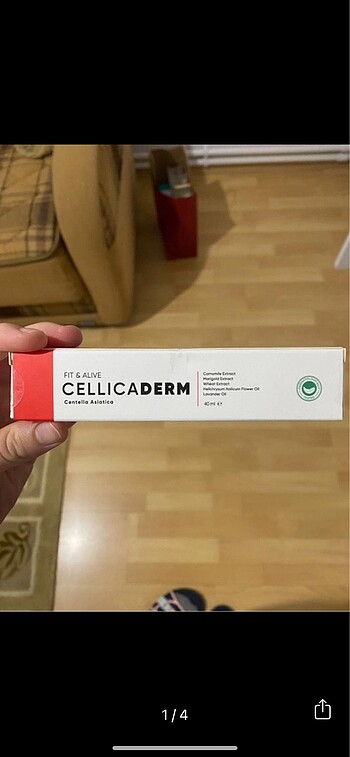 FIT & ALIVE
CELLICADERM
Centella Asiatica
Camomile Extract
Marigold Extract
Wheat Extract
Helichrysum Italicum Flower Oil
Lavander Oil
40 ml ℮
1/4